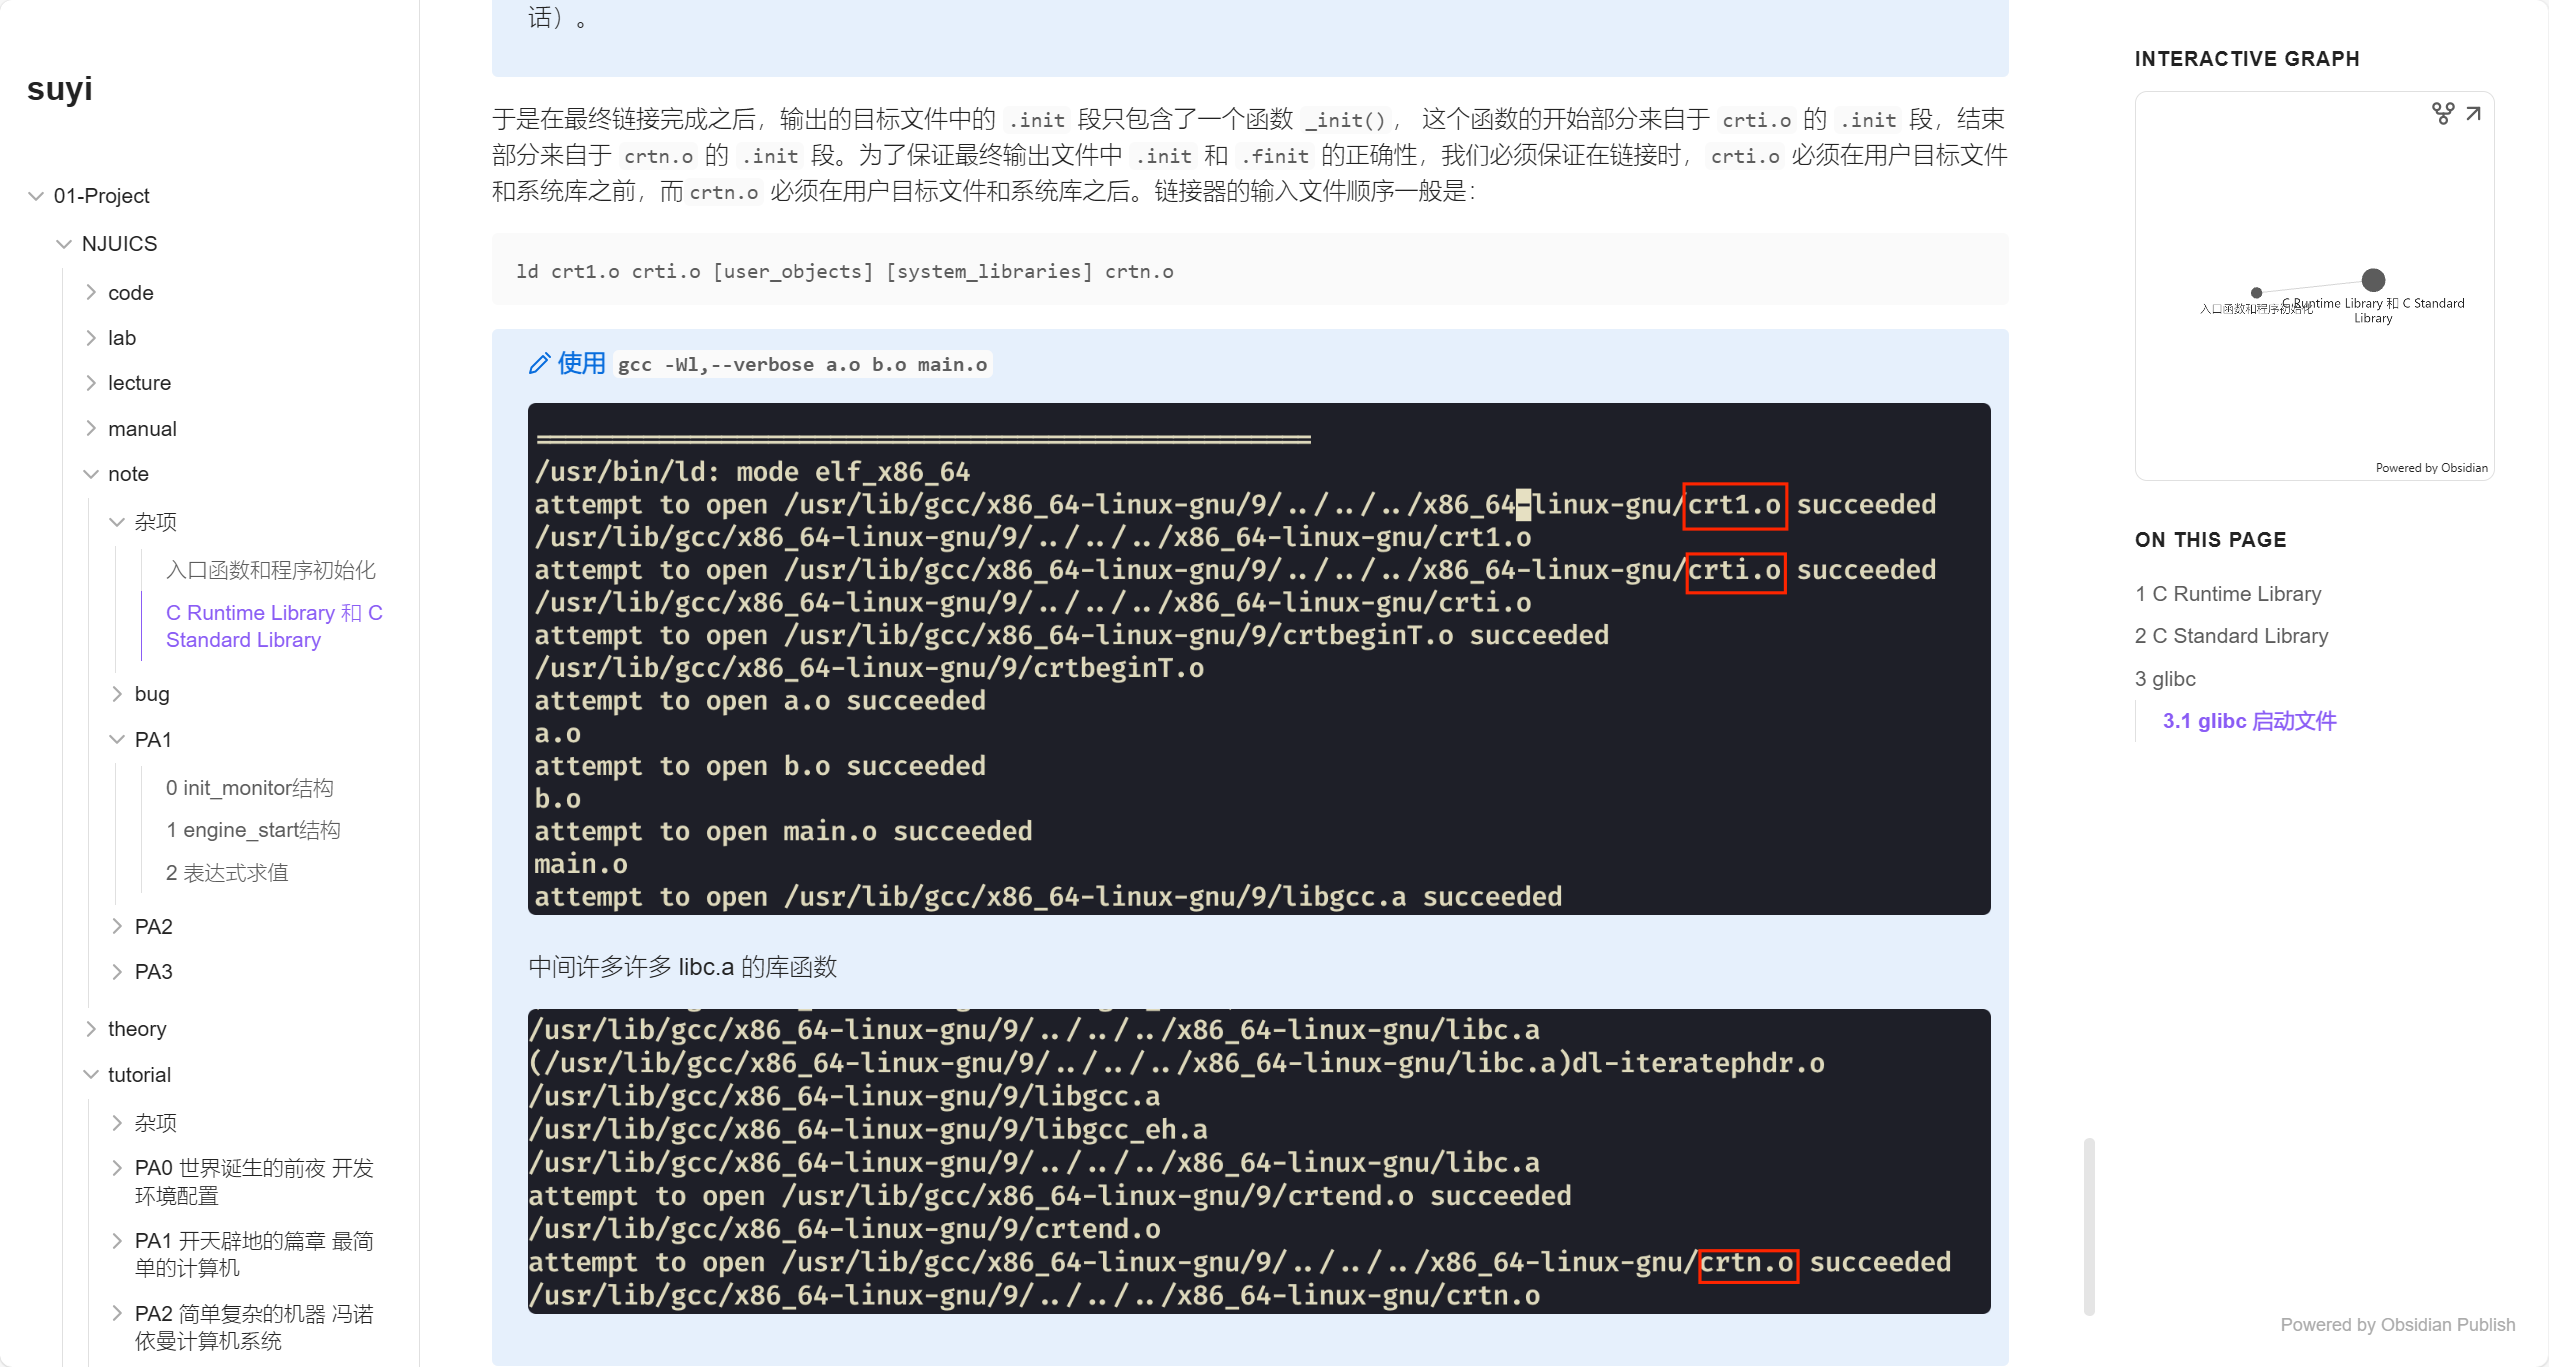 suyi
01-Project
NJUICS
code
lab
lecture
manual
note
杂项
入口函数和程序初始化
C Runtime Library 和 C
Standard Library
bug
PA1
0 init_monitor结构
1 engine_start结构
2 表达式求值
PA2
PA3
theory
tutorial
杂项
PA0 世界诞生的前夜 开发
环境配置
PA1 开天辟地的篇章 最简
单的计算机
PA2 简单复杂的机器 冯诺
依曼计算机系统
话）。
于是在最终链接完成之后，输出的目标文件中的 .init 段只包含了一个函数 _init()， 这个函数的开始部分来自于 crti.o 的 .init 段，结束
部分来自于 crtn.o 的 .init 段。为了保证最终输出文件中 .init 和 .finit 的正确性，我们必须保证在链接时，crti.o 必须在用户目标文件
和系统库之前，而 crtn.o 必须在用户目标文件和系统库之后。链接器的输入文件顺序一般是：
ld crt1.o crti.o [user_objects] [system_libraries] crtn.o
使用 gcc -Wl,--verbose a.o b.o main.o
==================================================
/usr/bin/ld: mode elf_x86_64
attempt to open /usr/lib/gcc/x86_64-linux-gnu/9/../../../x86_64-linux-gnu/crt1.o succeeded
/usr/lib/gcc/x86_64-linux-gnu/9/../../../x86_64-linux-gnu/crt1.o
attempt to open /usr/lib/gcc/x86_64-linux-gnu/9/../../../x86_64-linux-gnu/crti.o succeeded
/usr/lib/gcc/x86_64-linux-gnu/9/../../../x86_64-linux-gnu/crti.o
attempt to open /usr/lib/gcc/x86_64-linux-gnu/9/crtbeginT.o succeeded
/usr/lib/gcc/x86_64-linux-gnu/9/crtbeginT.o
attempt to open a.o succeeded
a.o
attempt to open b.o succeeded
b.o
attempt to open main.o succeeded
main.o
attempt to open /usr/lib/gcc/x86_64-linux-gnu/9/libgcc.a succeeded
中间许多许多 libc.a 的库函数
/usr/lib/gcc/x86_64-linux-gnu/9/../../../x86_64-linux-gnu/libc.a
(/usr/lib/gcc/x86_64-linux-gnu/9/../../../x86_64-linux-gnu/libc.a)dl-iteratephdr.o
/usr/lib/gcc/x86_64-linux-gnu/9/libgcc.a
/usr/lib/gcc/x86_64-linux-gnu/9/libgcc_eh.a
/usr/lib/gcc/x86_64-linux-gnu/9/../../../x86_64-linux-gnu/libc.a
attempt to open /usr/lib/gcc/x86_64-linux-gnu/9/crtend.o succeeded
/usr/lib/gcc/x86_64-linux-gnu/9/crtend.o
attempt to open /usr/lib/gcc/x86_64-linux-gnu/9/../../../x86_64-linux-gnu/crtn.o succeeded
/usr/lib/gcc/x86_64-linux-gnu/9/../../../x86_64-linux-gnu/crtn.o
INTERACTIVE GRAPH
入口函数和程序初始化
C Runtime Library 和 C Standard
Library
Powered by Obsidian
ON THIS PAGE
1 C Runtime Library
2 C Standard Library
3 glibc
3.1 glibc 启动文件
Powered by Obsidian Publish